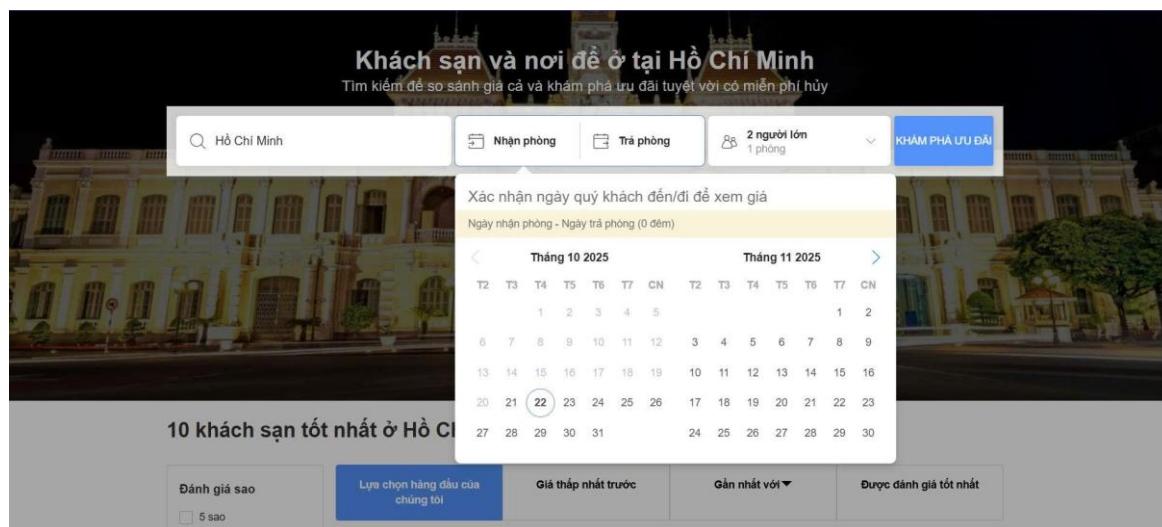 Khách sạn và nơi để ở tại Hồ Chí Minh
Tìm kiếm để so sánh giá cả và khám phá ưu đãi tuyệt vời có miễn phí hủy
Hồ Chí Minh
Nhận phòng
Trả phòng
2 người lớn
1 phòng
KHÁM PHÁ ƯU ĐÃI
Xác nhận ngày quý khách đến/đi để xem giá
Ngày nhận phòng - Ngày trả phòng (0 đêm)
Tháng 10 2025
T2 T3 T4 T5 T6 T7 CN
1 2 3 4 5
6 7 8 9 10 11 12
13 14 15 16 17 18 19
20 21 22 23 24 25 26
27 28 29 30 31
Tháng 11 2025
T2 T3 T4 T5 T6 T7 CN
1 2
3 4 5 6 7 8 9
10 11 12 13 14 15 16
17 18 19 20 21 22 23
24 25 26 27 28 29 30
10 khách sạn tốt nhất ở Hồ C
Đánh giá sao
5 sao
Lựa chọn hàng đầu của
chúng tôi
Giá thấp nhất trước
Gần nhất với
Được đánh giá tốt nhất